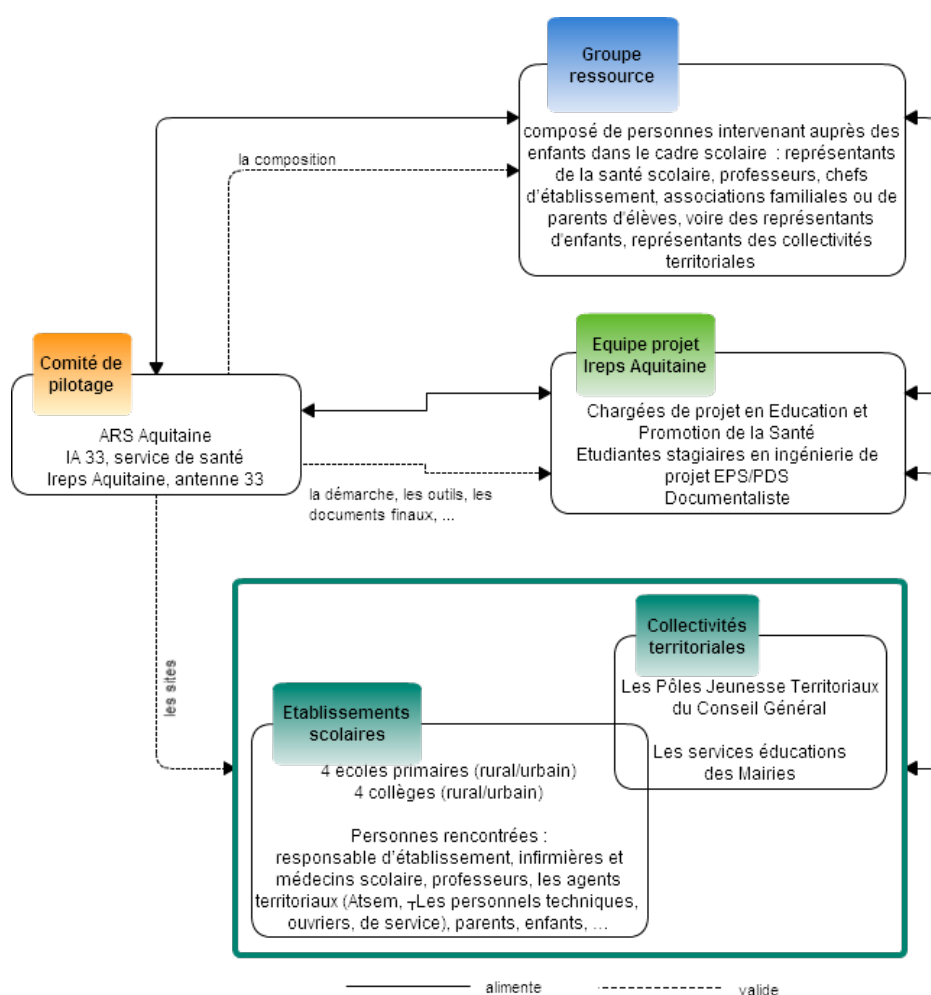 Groupe
ressource
composé de personnes intervenant auprès des
enfants dans le cadre scolaire : représentants
de la santé scolaire, professeurs, chefs
d'établissement, associations familiales ou de
parents d'élèves, voire des représentants
d'enfants, représentants des collectivités
territoriales
la composition
Comité de
pilotage
ARS Aquitaine
IA 33, service de santé
Ireps Aquitaine, antenne 33
Equipe projet
Ireps Aquitaine
Chargées de projet en Education et
Promotion de la Santé
Etudiantes stagiaires en ingénierie de
projet EPS/PDS
Documentaliste
la démarche, les outils, les
documents finaux, ...
les sites
Collectivités
territoriales
Les Pôles Jeunesse Territoriaux
du Conseil Général
Les services éducations
des Mairies
Etablissements
scolaires
4 écoles primaires (rural/urbain)
4 collèges (rural/urbain)
Personnes rencontrées :
responsable d'établissement, infirmières et
médecins scolaire, professeurs, les agents
territoriaux (Atsem, ┬Les personnels techniques,
ouvriers, de service), parents, enfants, ...
alimente
valide